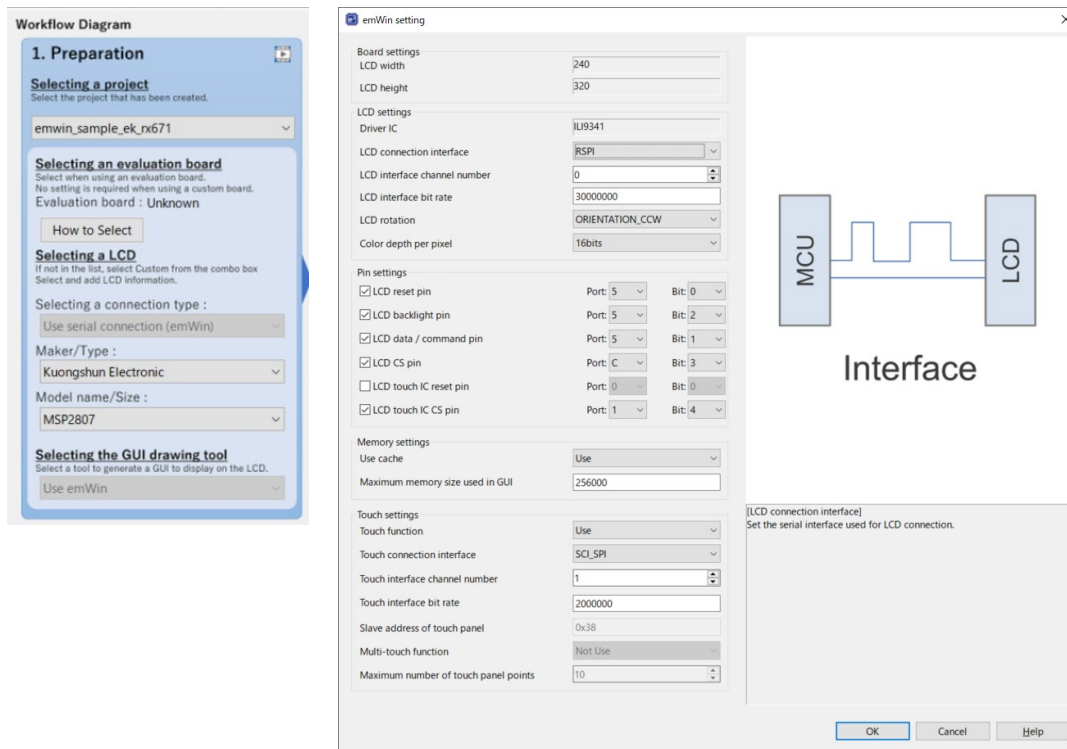 Workflow Diagram
1. Preparation
Selecting a project
Select the project that has been created.
emwin_sample_ek_rx671
Selecting an evaluation board
Select when using an evaluation board.
No setting is required when using a custom board.
Evaluation board : Unknown
How to Select
Selecting a LCD
If not in the list, select Custom from the combo box
Select and add LCD information.
Selecting a connection type :
Use serial connection (emWin)
Maker/Type :
Kuongshun Electronic
Model name/Size :
MSP2807
Selecting the GUI drawing tool
Select a tool to generate a GUI to display on the LCD.
Use emWin
emWin setting
Board settings
LCD width 240
LCD height 320
LCD settings
Driver IC ILI9341
LCD connection interface RSPI
LCD interface channel number 0
LCD interface bit rate 30000000
LCD rotation ORIENTATION_CCW
Color depth per pixel 16bits
Pin settings
LCD reset pin Port: 5 Bit: 0
LCD backlight pin Port: 5 Bit: 2
LCD data / command pin Port: 5 Bit: 1
LCD CS pin Port: C Bit: 3
LCD touch IC reset pin Port: 0 Bit: 0
LCD touch IC CS pin Port: 1 Bit: 4
Memory settings
Use cache Use
Maximum memory size used in GUI 256000
Touch settings
Touch function Use
Touch connection interface SCI_SPI
Touch interface channel number 1
Touch interface bit rate 2000000
Slave address of touch panel 0x38
Multi-touch function Not Use
Maximum number of touch panel points 10
MCU
LCD
Interface
[LCD connection interface]
Set the serial interface used for LCD connection.
OK Cancel Help